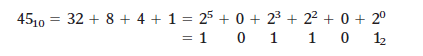 45₁₀ = 32 + 8 + 4 + 1 = 2⁵ + 0 + 2³ + 2² + 0 + 2⁰
= 1 0 1 1 0 1₂